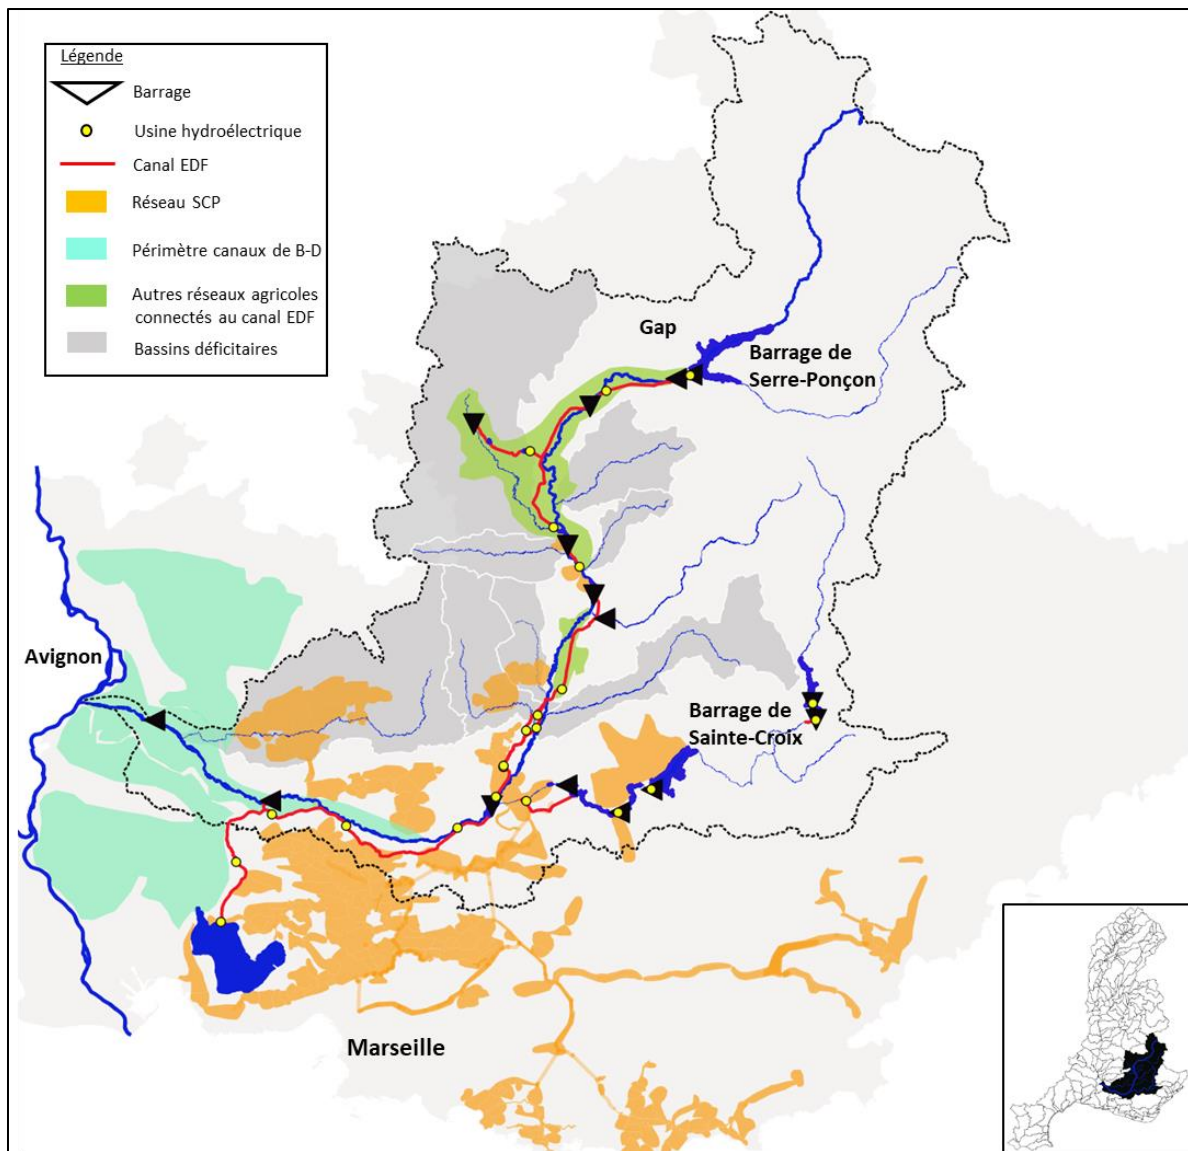 Légende
Barrage
Usine hydroélectrique
Canal EDF
Réseau SCP
Périmètre canaux de B-D
Autres réseaux agricoles
connectés au canal EDF
Bassins déficitaires
Gap
Barrage de
Serre-Ponçon
Avignon
Barrage de
Sainte-Croix
Marseille